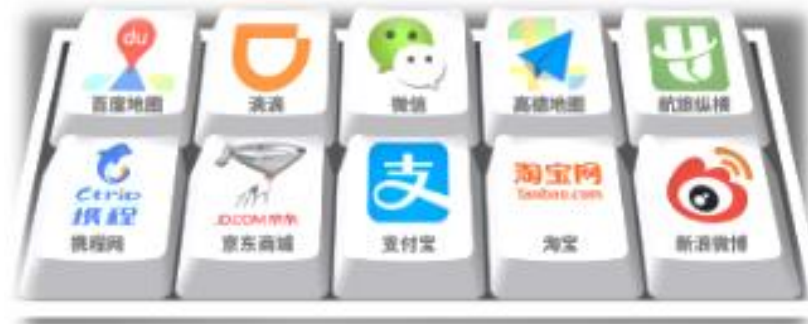 du
百度地图
滴滴
微信
高德地图
航旅纵横
Ctrip
携程
携程网
JD.COM 京东
京东商城
支
支付宝
淘宝网
taobao.com
淘宝
新浪微博